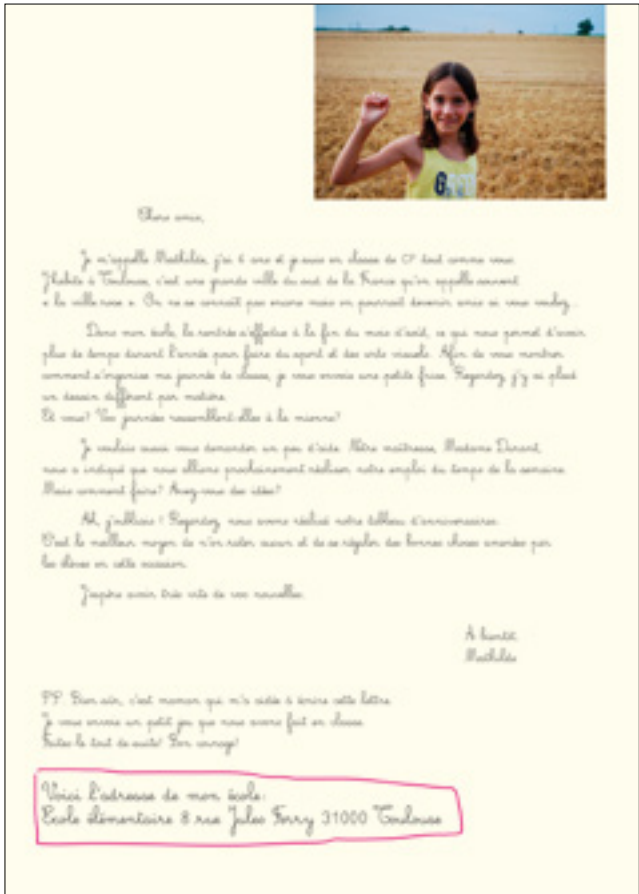 Chers amis,
Je m'appelle Mathilde, j'ai 6 ans et je suis en classe de CP tout comme vous.
J'habite à Toulouse, c'est une grande ville du sud de la France qu'on appelle souvent
« la ville rose ». On ne se connaît pas encore mais on pourrait devenir amis si vous voulez...
Dans mon école, la rentrée s'effectue à la fin du mois d'août, ce qui nous permet d'avoir
plus de temps durant l'année pour faire du sport et des arts visuels. Afin de vous montrer
comment s'organise ma journée de classe, je vous envoie une petite frise. Regardez, j'y ai placé
un dessin différent par matière.
Et vous? Vos journées ressemblent-elles à la mienne?
Je voulais aussi vous demander un peu d'aide. Notre maîtresse, Madame Durant,
nous a indiqué que nous allions prochainement réaliser notre emploi du temps de la semaine.
Mais comment faire? Avez-vous des idées?
Ah, j'oubliais! Regardez, nous avons réalisé notre tableau d'anniversaires.
C'est le meilleur moyen de n'en rater aucun et de se régaler des bonnes choses amenées par
les élèves en cette occasion.
J'espère avoir très vite de vos nouvelles.
À bientôt.
Mathilde
PP. Bien sûr, c'est maman qui m'a aidée à écrire cette lettre.
Je vous envoie un petit jeu que nous avons fait en classe.
Faites-le tout de suite! Bon courage!
Voici l'adresse de mon école:
Ecole élémentaire 8 rue Jules Ferry 31000 Toulouse